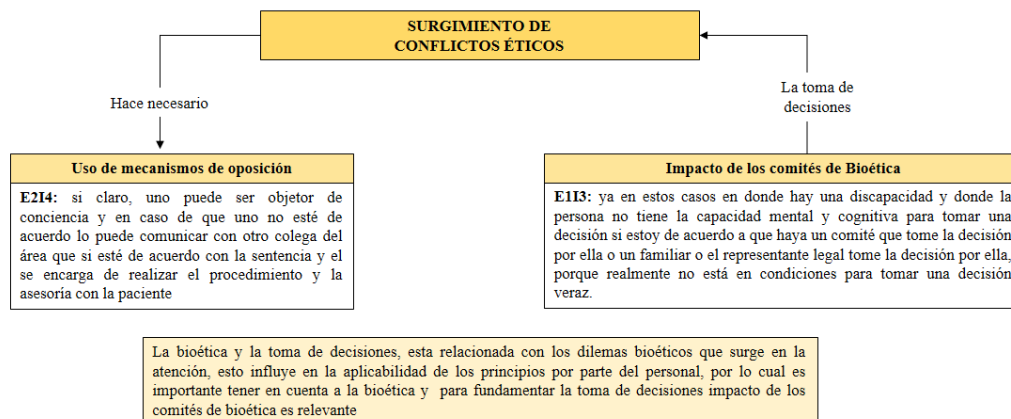 SURGIMIENTO DE
CONFLICTOS ÉTICOS
Hace necesario
La toma de
decisiones
Uso de mecanismos de oposición
E2I4: si claro, uno puede ser objetor de
conciencia y en caso de que uno no esté de
acuerdo lo puede comunicar con otro colega del
área que si esté de acuerdo con la sentencia y el
se encarga de realizar el procedimiento y la
asesoría con la paciente
Impacto de los comités de Bioética
E1I3: ya en estos casos en donde hay una discapacidad y donde la
persona no tiene la capacidad mental y cognitiva para tomar una
decisión si estoy de acuerdo a que haya un comité que tome la decisión
por ella o un familiar o el representante legal tome la decisión por ella,
porque realmente no está en condiciones para tomar una decisión
veraz.
La bioética y la toma de decisiones, esta relacionada con los dilemas bioéticos que surge en la
atención, esto influye en la aplicabilidad de los principios por parte del personal, por lo cual es
importante tener en cuenta a la bioética y para fundamentar la toma de decisiones impacto de los
comités de bioética es relevante